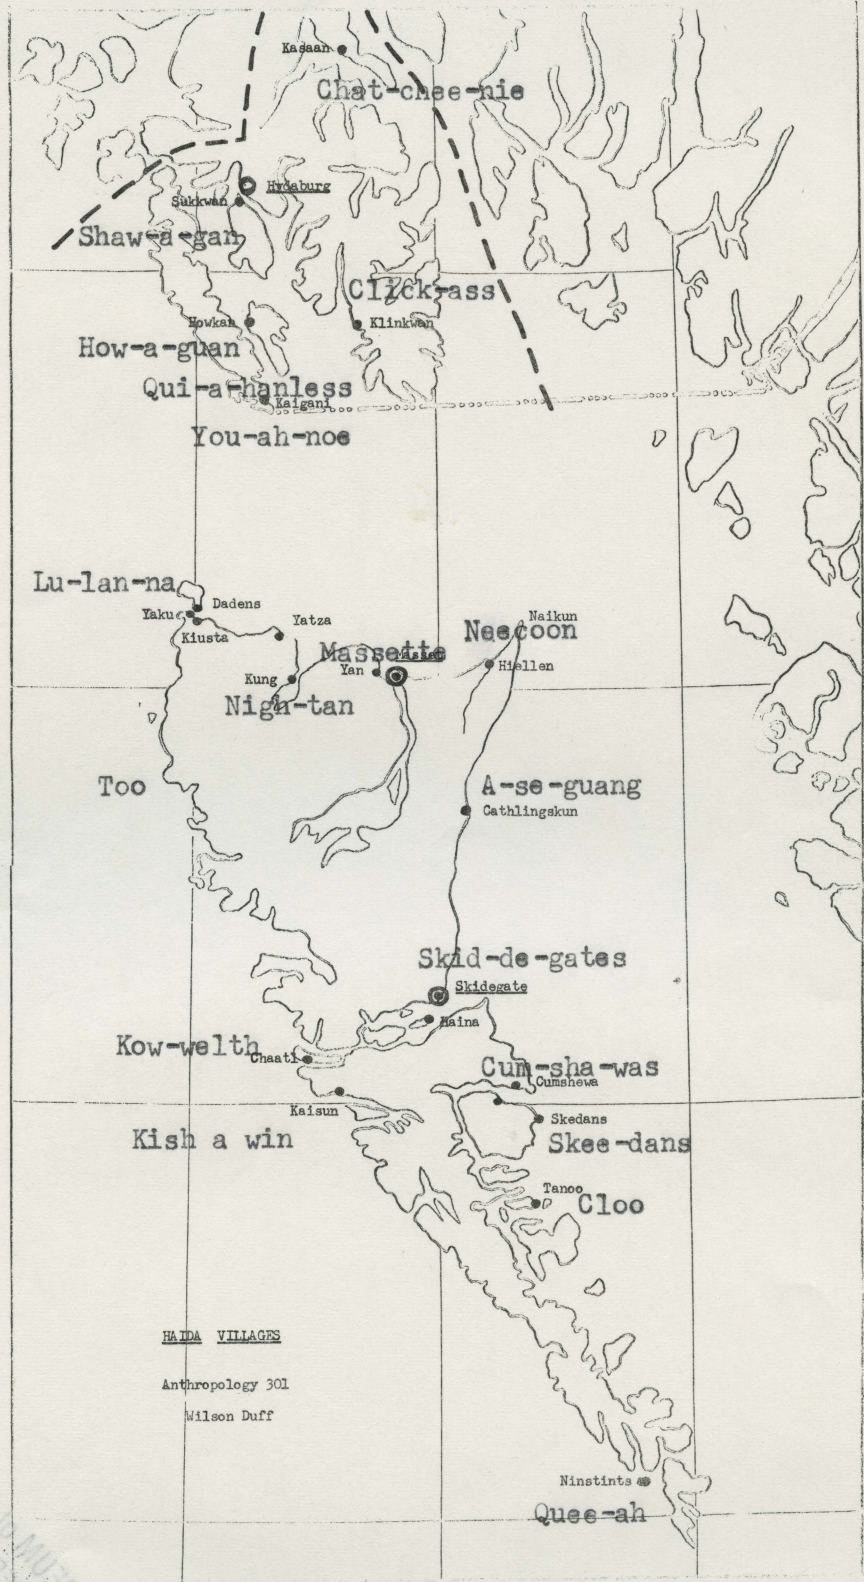 Kasaan
Chat-chee-nie
Hydaburg
Sukkwan
Shaw-a-gan
Click-ass
Howkan
Klinkwan
How-a-guan
Qui-a-hanless
Kaigani
You-ah-noe
Lu-lan-na
Dadens
Yaku
Kiusta
Yatza
Naikun
Neecoon
Massette
Masset
Yan
Hiellen
Kung
Nigh-tan
Too
A-se-guang
Cathlingskun
Skid-de-gates
Skidegate
Haina
Kow-welth
Chaatl
Cum-sha-was
Cumshewa
Kaisun
Skedans
Kish a win
Skee-dans
Tanoo
Cloo
HAIDA VILLAGES
Anthropology 301
Wilson Duff
Ninstints
Quee-ah